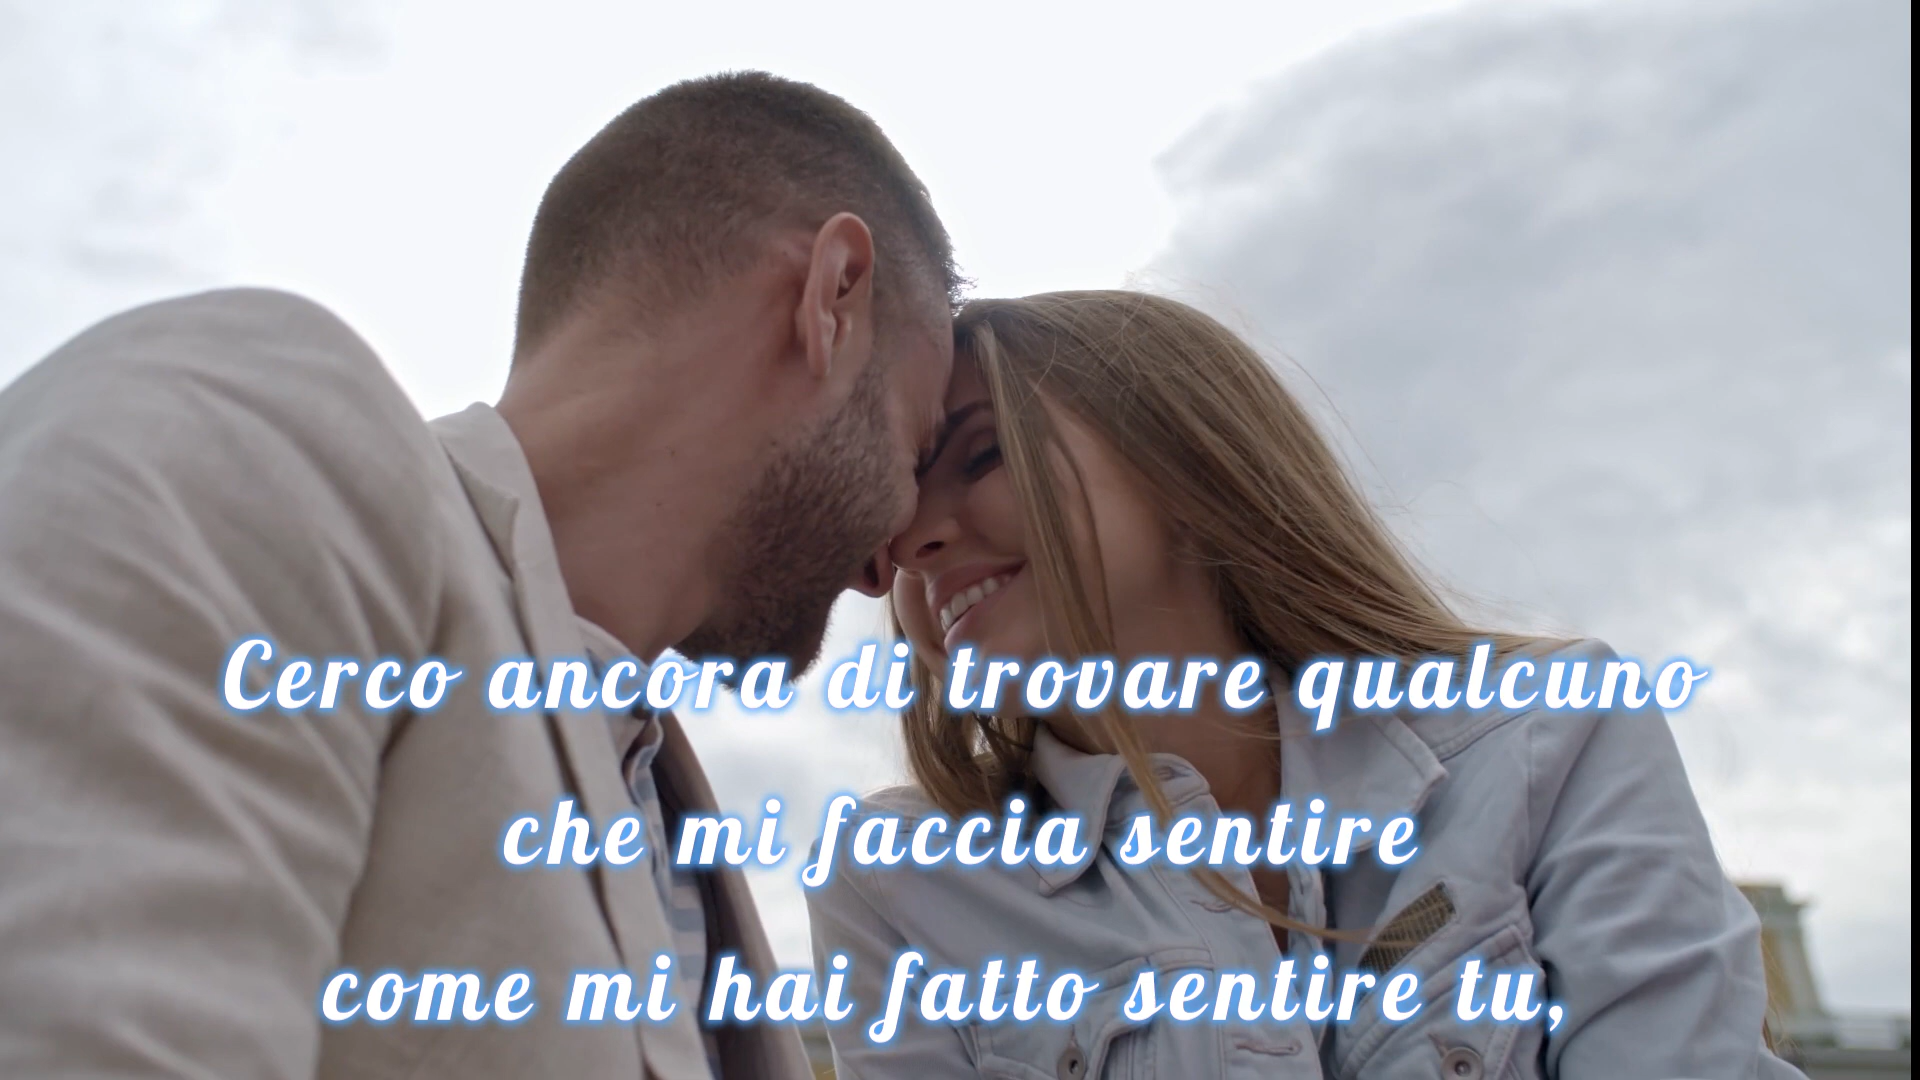 Cerco ancora di trovare qualcuno
che mi faccia sentire
come mi hai fatto sentire tu,